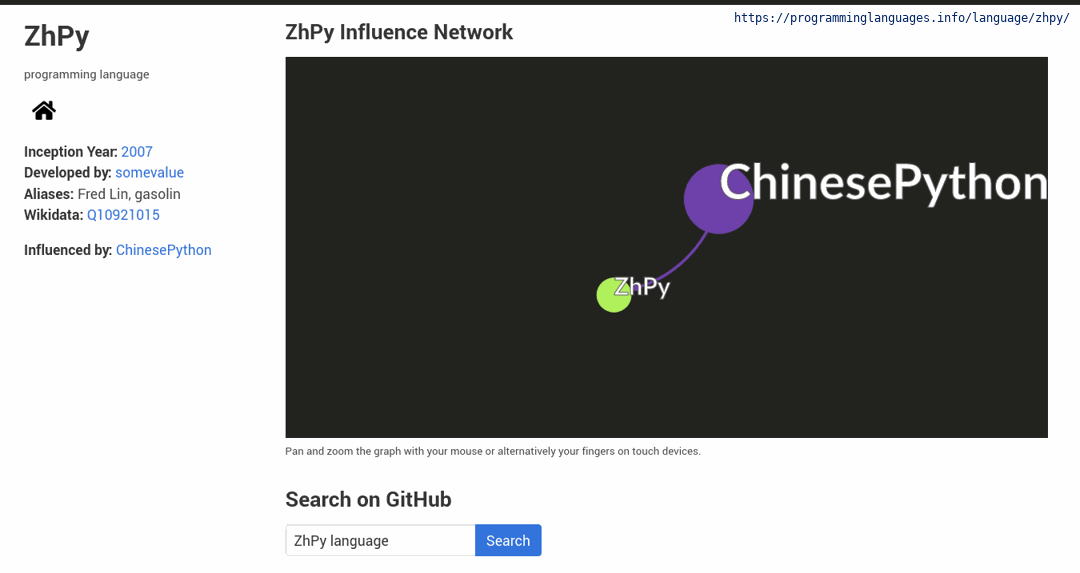 https://programminglanguages.info/language/zhpy/
ZhPy
programming language
Inception Year: 2007
Developed by: somevalue
Aliases: Fred Lin, gasolin
Wikidata: Q10921015
Influenced by: ChinesePython
ZhPy Influence Network
ChinesePython
ZhPy
Pan and zoom the graph with your mouse or alternatively your fingers on touch devices.
Search on GitHub
ZhPy language
Search